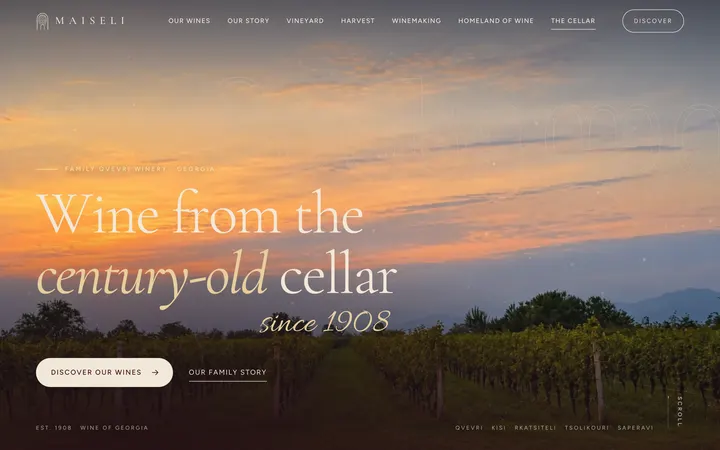 MAISELI
OUR WINES OUR STORY VINEYARD HARVEST WINEMAKING HOMELAND OF WINE THE CELLAR DISCOVER
FAMILY QVEVRI WINERY · GEORGIA
Wine from the
century-old cellar
since 1908
DISCOVER OUR WINES →
OUR FAMILY STORY
EST. 1908 WINE OF GEORGIA
QVEVRI KISI RKATSITELI TSOLIKOURI SAPERAVI
SCROLL